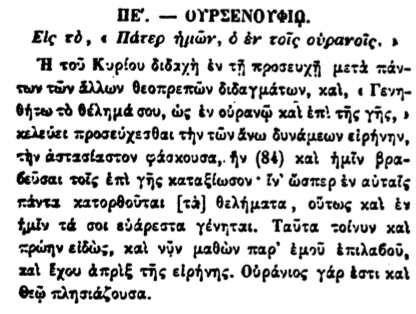 ΠΕ'. — ΟΥΡΣΕΝΟΥΦΙΩ.
Εἰς τὸ, « Πάτερ ἡμῶν, ὁ ἐν τοῖς οὐρανοῖς. »
Ἡ τοῦ Κυρίου διδαχὴ ἐν τῇ προσευχῇ μετὰ πάν-
των τῶν ἄλλων θεοπρεπῶν διδαγμάτων, καὶ, « Γενη-
θήτω τὸ θέλημά σου, ὡς ἐν οὐρανῷ καὶ ἐπὶ τῆς γῆς, »
κελεύει προσεύχεσθαι τὴν τῶν ἄνω δυνάμεων εἰρήνην,
τὴν ἀστασίαστον φάσκουσα, ἣν (84) καὶ ἡμῖν βρα-
βεῦσαι τοῖς ἐπὶ γῆς καταξίωσον · ἵν' ὥσπερ ἐν αὐταῖς
πάντα κατορθοῦται [τὰ] θελήματα, οὕτως καὶ ἐν
ἡμῖν τά σοι εὐάρεστα γένηται. Ταῦτα τοίνυν καὶ
πρώην εἰδὼς, καὶ νῦν μαθὼν παρ' ἐμοῦ ἐπιλαβοῦ,
καὶ ἔχου ἀπρὶξ τῆς εἰρήνης. Οὐράνιος γάρ ἐστι καὶ
Θεῷ πλησιάζουσα.